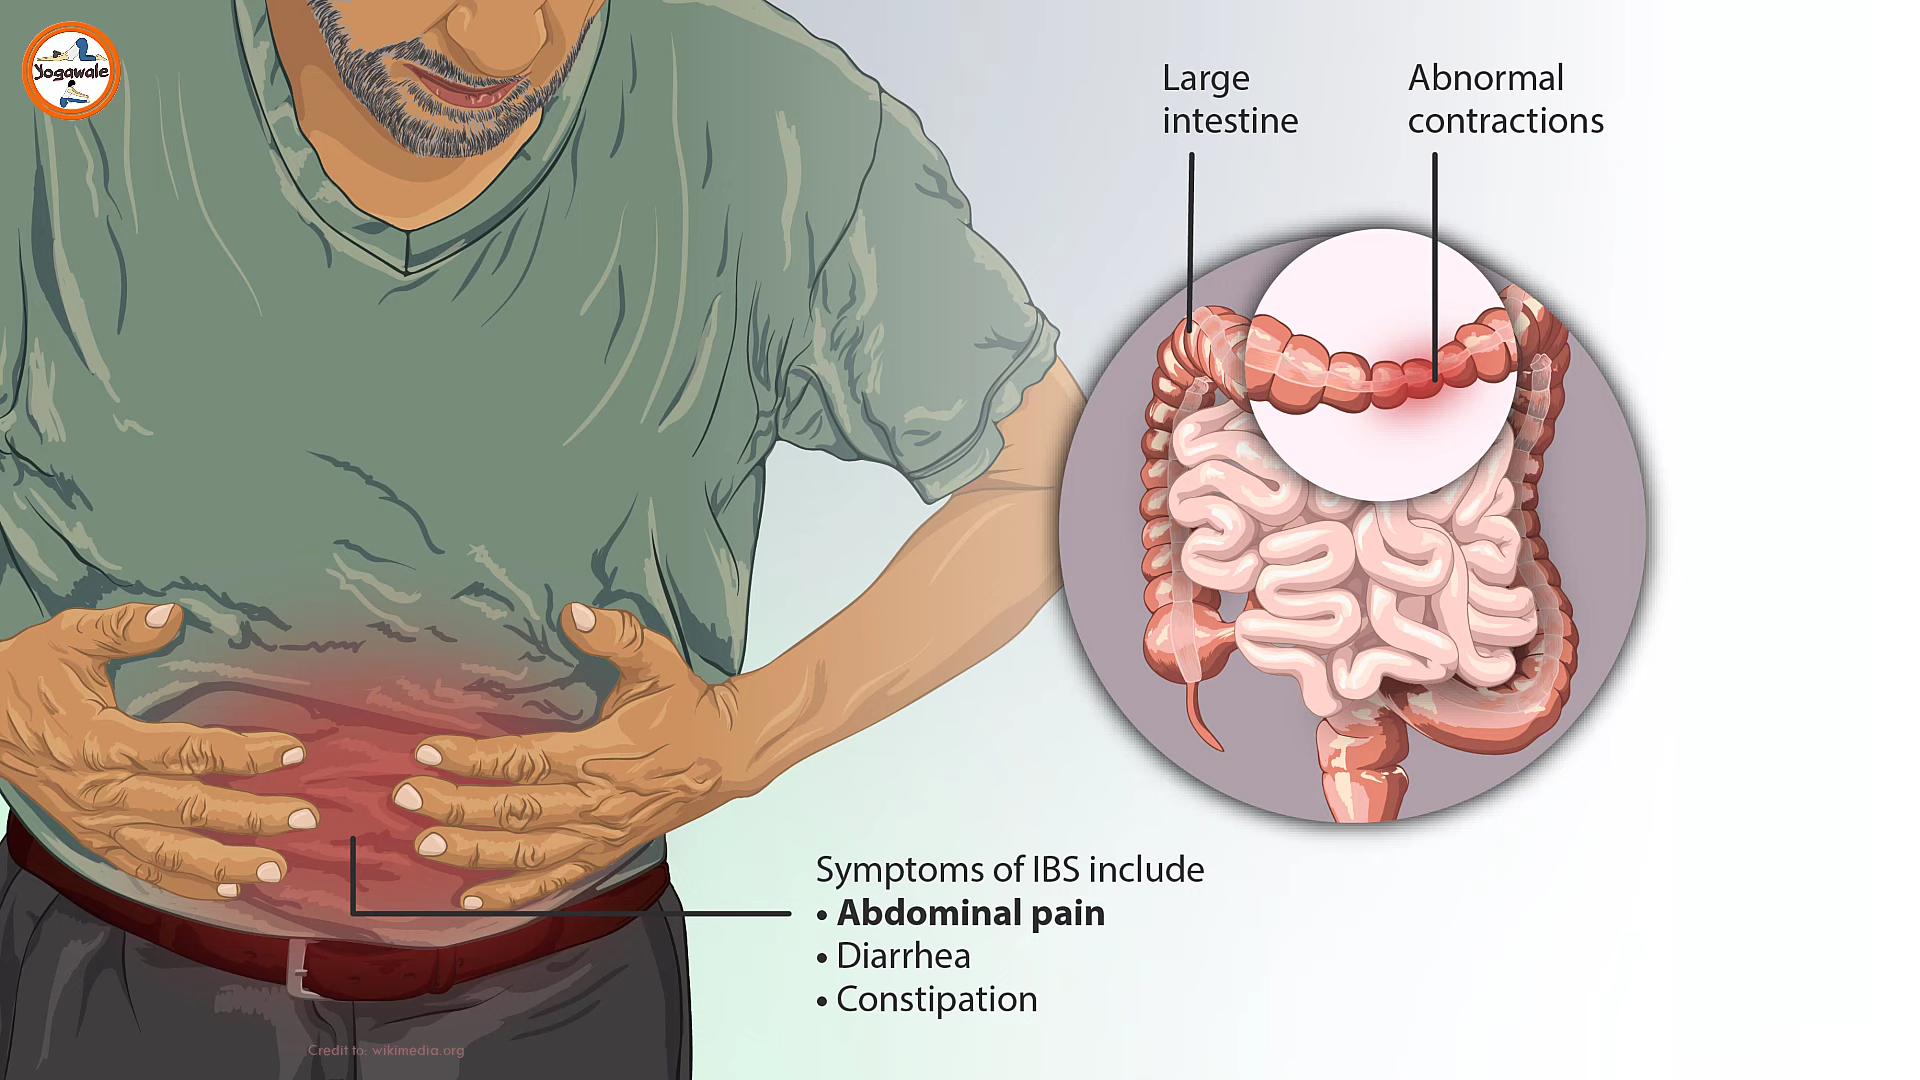 Yogawale
Large
intestine
Abnormal
contractions
Symptoms of IBS include
• Abdominal pain
• Diarrhea
• Constipation
Credit to: wikimedia.org